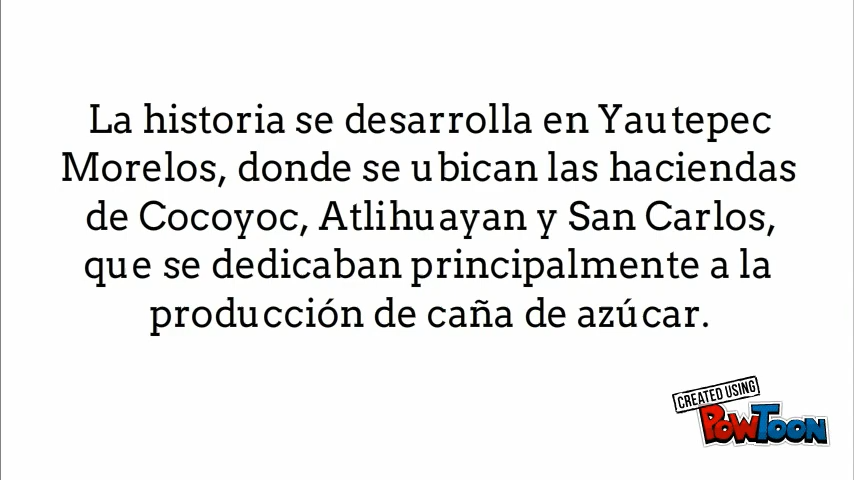 La historia se desarrolla en Yautepec
Morelos, donde se ubican las haciendas
de Cocoyoc, Atlihuayan y San Carlos,
que se dedicaban principalmente a la
producción de caña de azúcar.
CREATED USING
POWTOON